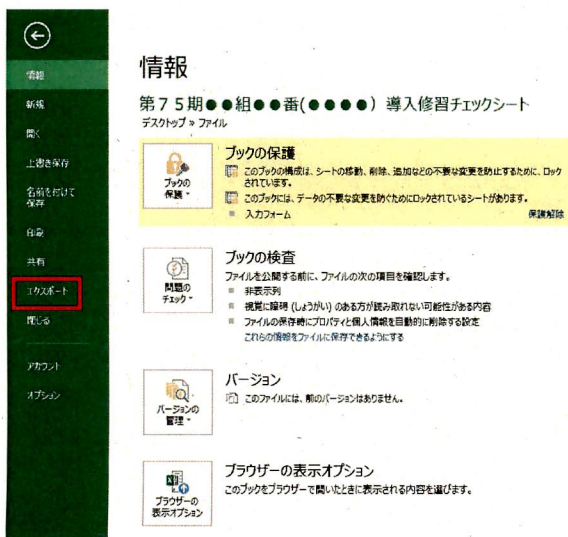 情報
新規
開く
上書き保存
名前を付けて
保存
印刷
共有
エクスポート
閉じる
アカウント
オプション
情報
第75期●●組●●番(●●●●) 導入修習チェックシート
デスクトップ » ファイル
ブックの
保護
ブックの保護
このブックの構成は、シートの移動、削除、追加などの不要な変更を防止するために、ロック
されています。
このブックには、データの不要な変更を防ぐためにロックされているシートがあります。
入力フォーム 保護解除
問題の
チェック
ブックの検査
ファイルを公開する前に、ファイルの次の項目を確認します。
非表示列
視覚に障碍 (しょうがい) のある方が読み取れない可能性がある内容
ファイルの保存時にプロパティと個人情報を自動的に削除する設定
これらの情報をファイルに保存できるようにする
バージョンの
管理
バージョン
このファイルには、前のバージョンはありません。
ブラウザーの
表示オプション
ブラウザーの表示オプション
このブックをブラウザーで開いたときに表示される内容を選びます。